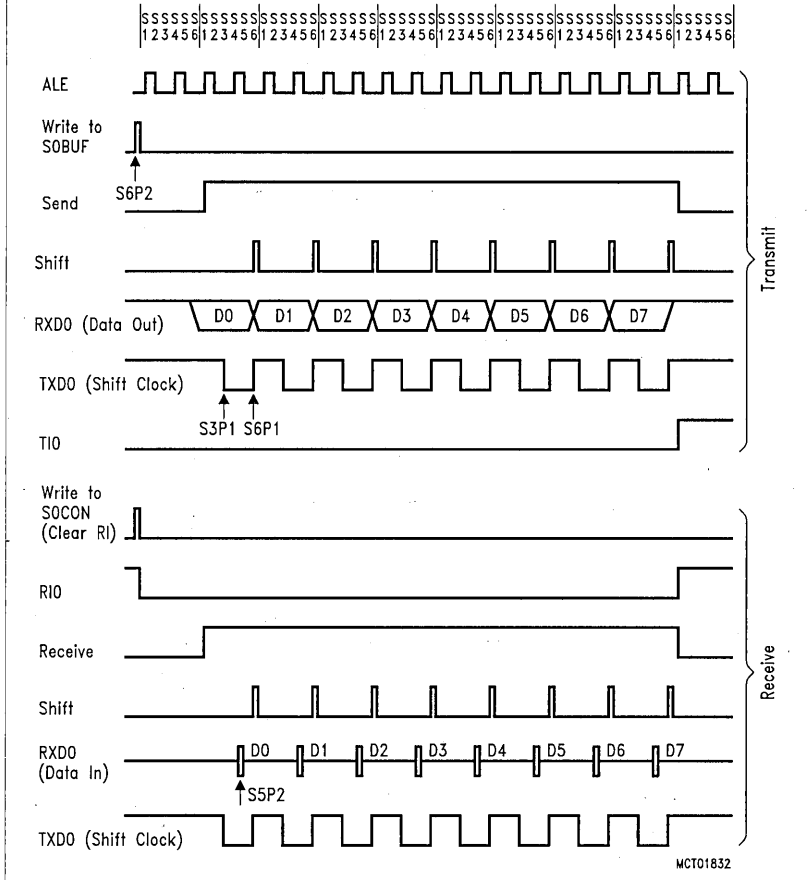 SSSSSS SSSSSS SSSSSS SSSSSS SSSSSS SSSSSS SSSSSS SSSSSS SSSSSS SSSSSS
123456 123456 123456 123456 123456 123456 123456 123456 123456 123456
ALE
Write to
SOBUF
S6P2
Send
Shift
RXD0 (Data Out) D0 D1 D2 D3 D4 D5 D6 D7
TXD0 (Shift Clock)
S3P1 S6P1
TI0
Transmit
Write to
SOCON
(Clear RI)
RI0
Receive
Shift
RXD0 D0 D1 D2 D3 D4 D5 D6 D7
(Data In)
S5P2
TXD0 (Shift Clock)
Receive
MCT01832